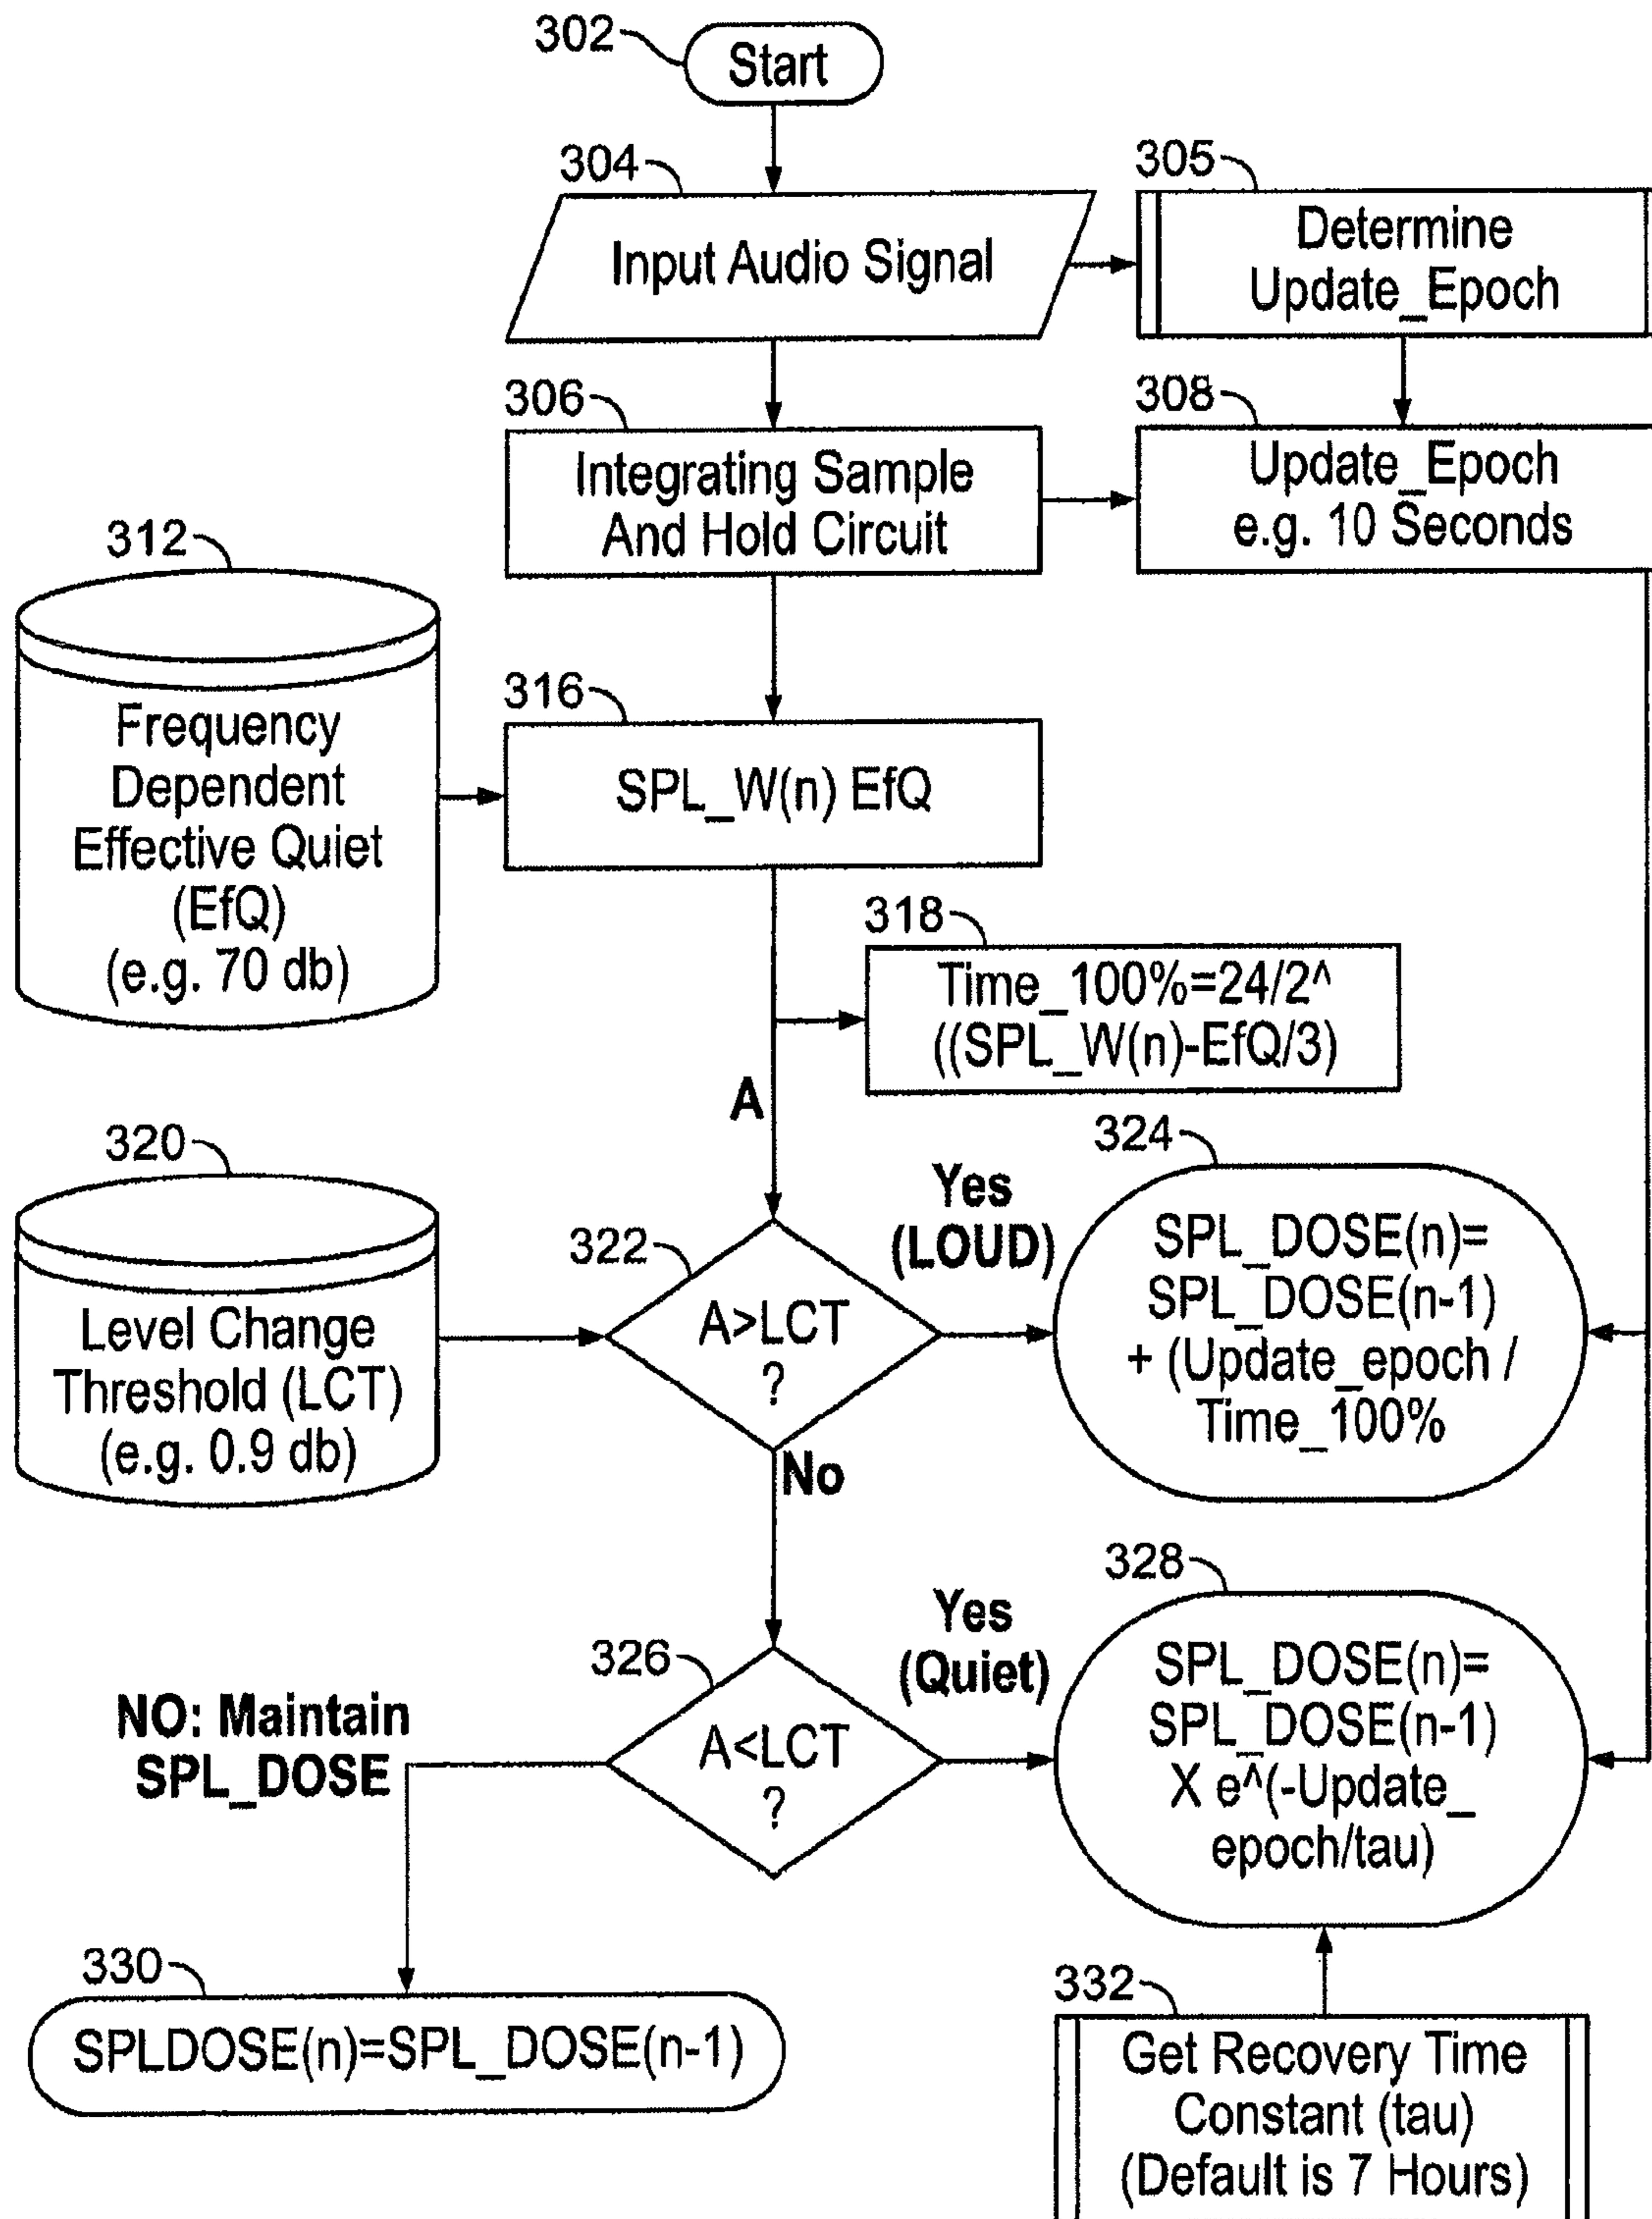 302
Start
304
Input Audio Signal
305
Determine
Update_Epoch
306
Integrating Sample
And Hold Circuit
308
Update_Epoch
e.g. 10 Seconds
312
Frequency
Dependent
Effective Quiet
(EfQ)
(e.g. 70 db)
316
SPL_W(n) EfQ
318
Time_100%=24/2^
((SPL_W(n)-EfQ/3)
A
320
Level Change
Threshold (LCT)
(e.g. 0.9 db)
322
A>LCT
?
Yes
(LOUD)
324
SPL_DOSE(n)=
SPL_DOSE(n-1)
+ (Update_epoch /
Time_100%
No
326
A<LCT
?
Yes
(Quiet)
328
SPL_DOSE(n)=
SPL_DOSE(n-1)
X e^(-Update_
epoch/tau)
NO: Maintain
SPL_DOSE
330
SPLDOSE(n)=SPL_DOSE(n-1)
332
Get Recovery Time
Constant (tau)
(Default is 7 Hours)